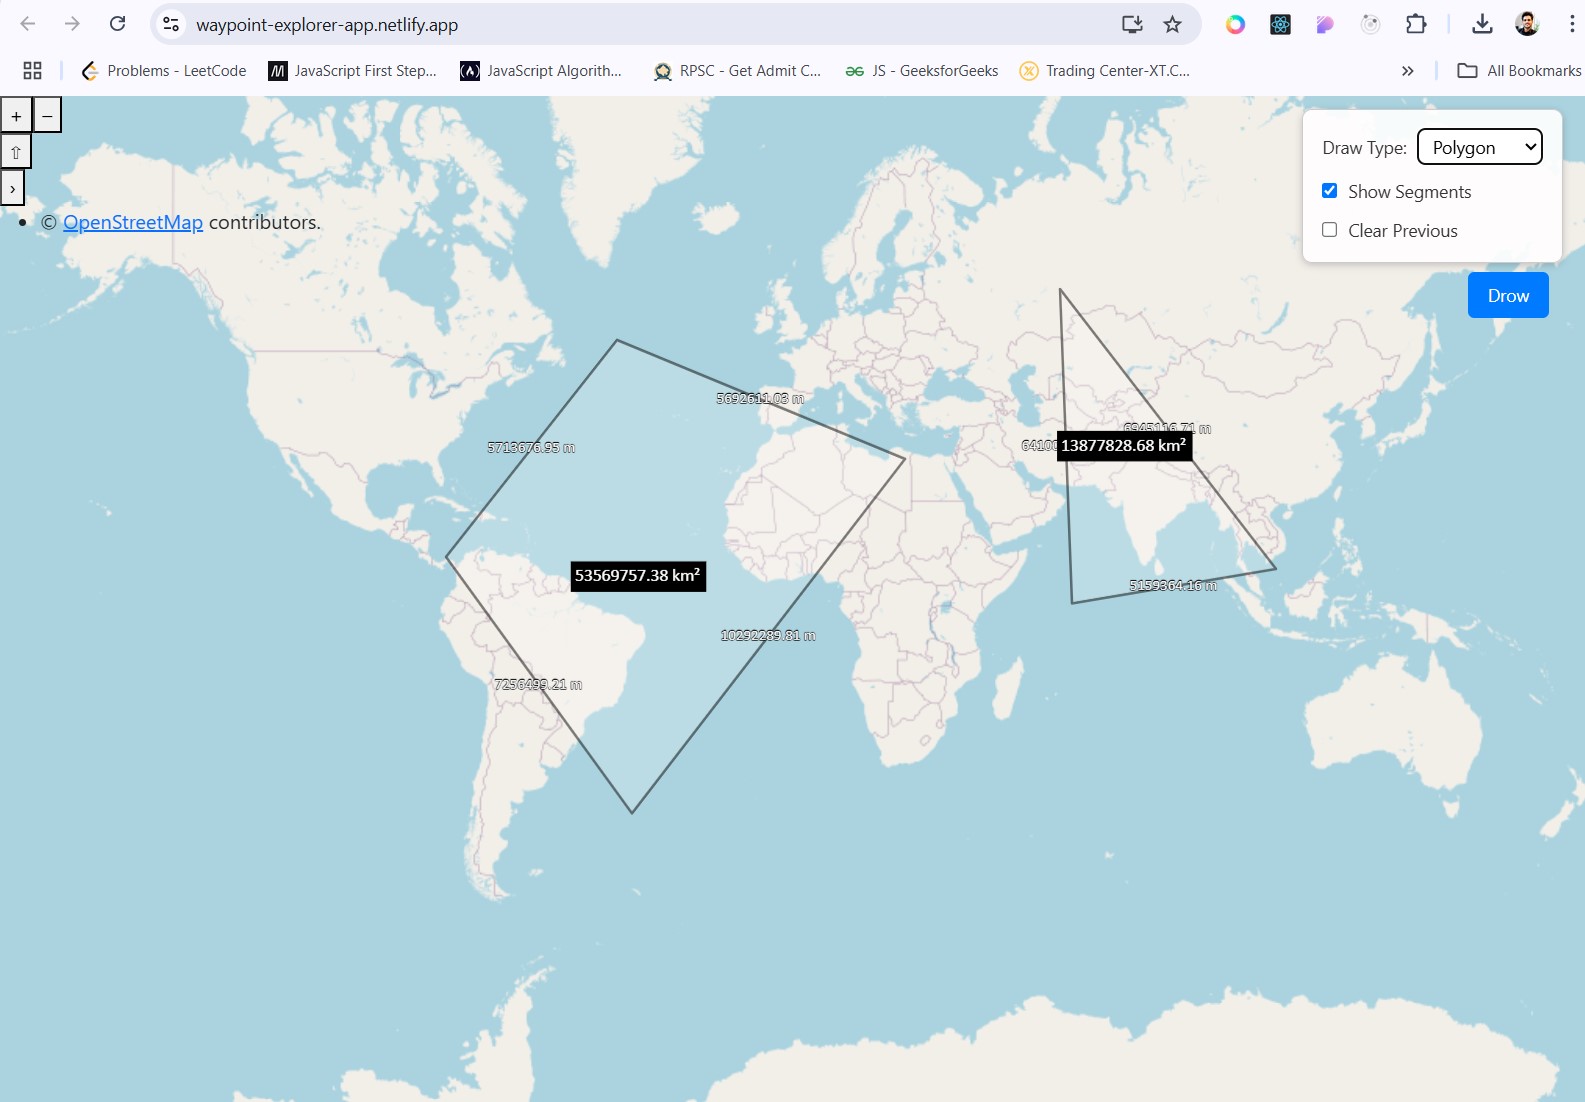 waypoint-explorer-app.netlify.app
Problems - LeetCode
JavaScript First Step...
JavaScript Algorith...
RPSC - Get Admit C...
JS - GeeksforGeeks
Trading Center-XT.C...
»
All Bookmarks
+ −
⇧
›
• © OpenStreetMap contributors.
Draw Type: Polygon
Show Segments
Clear Previous
Drow
5692611.03 m
5713676.95 m
53569757.38 km²
10292289.81 m
7256499.21 m
6945116.71 m
13877828.68 km²
5159364.16 m